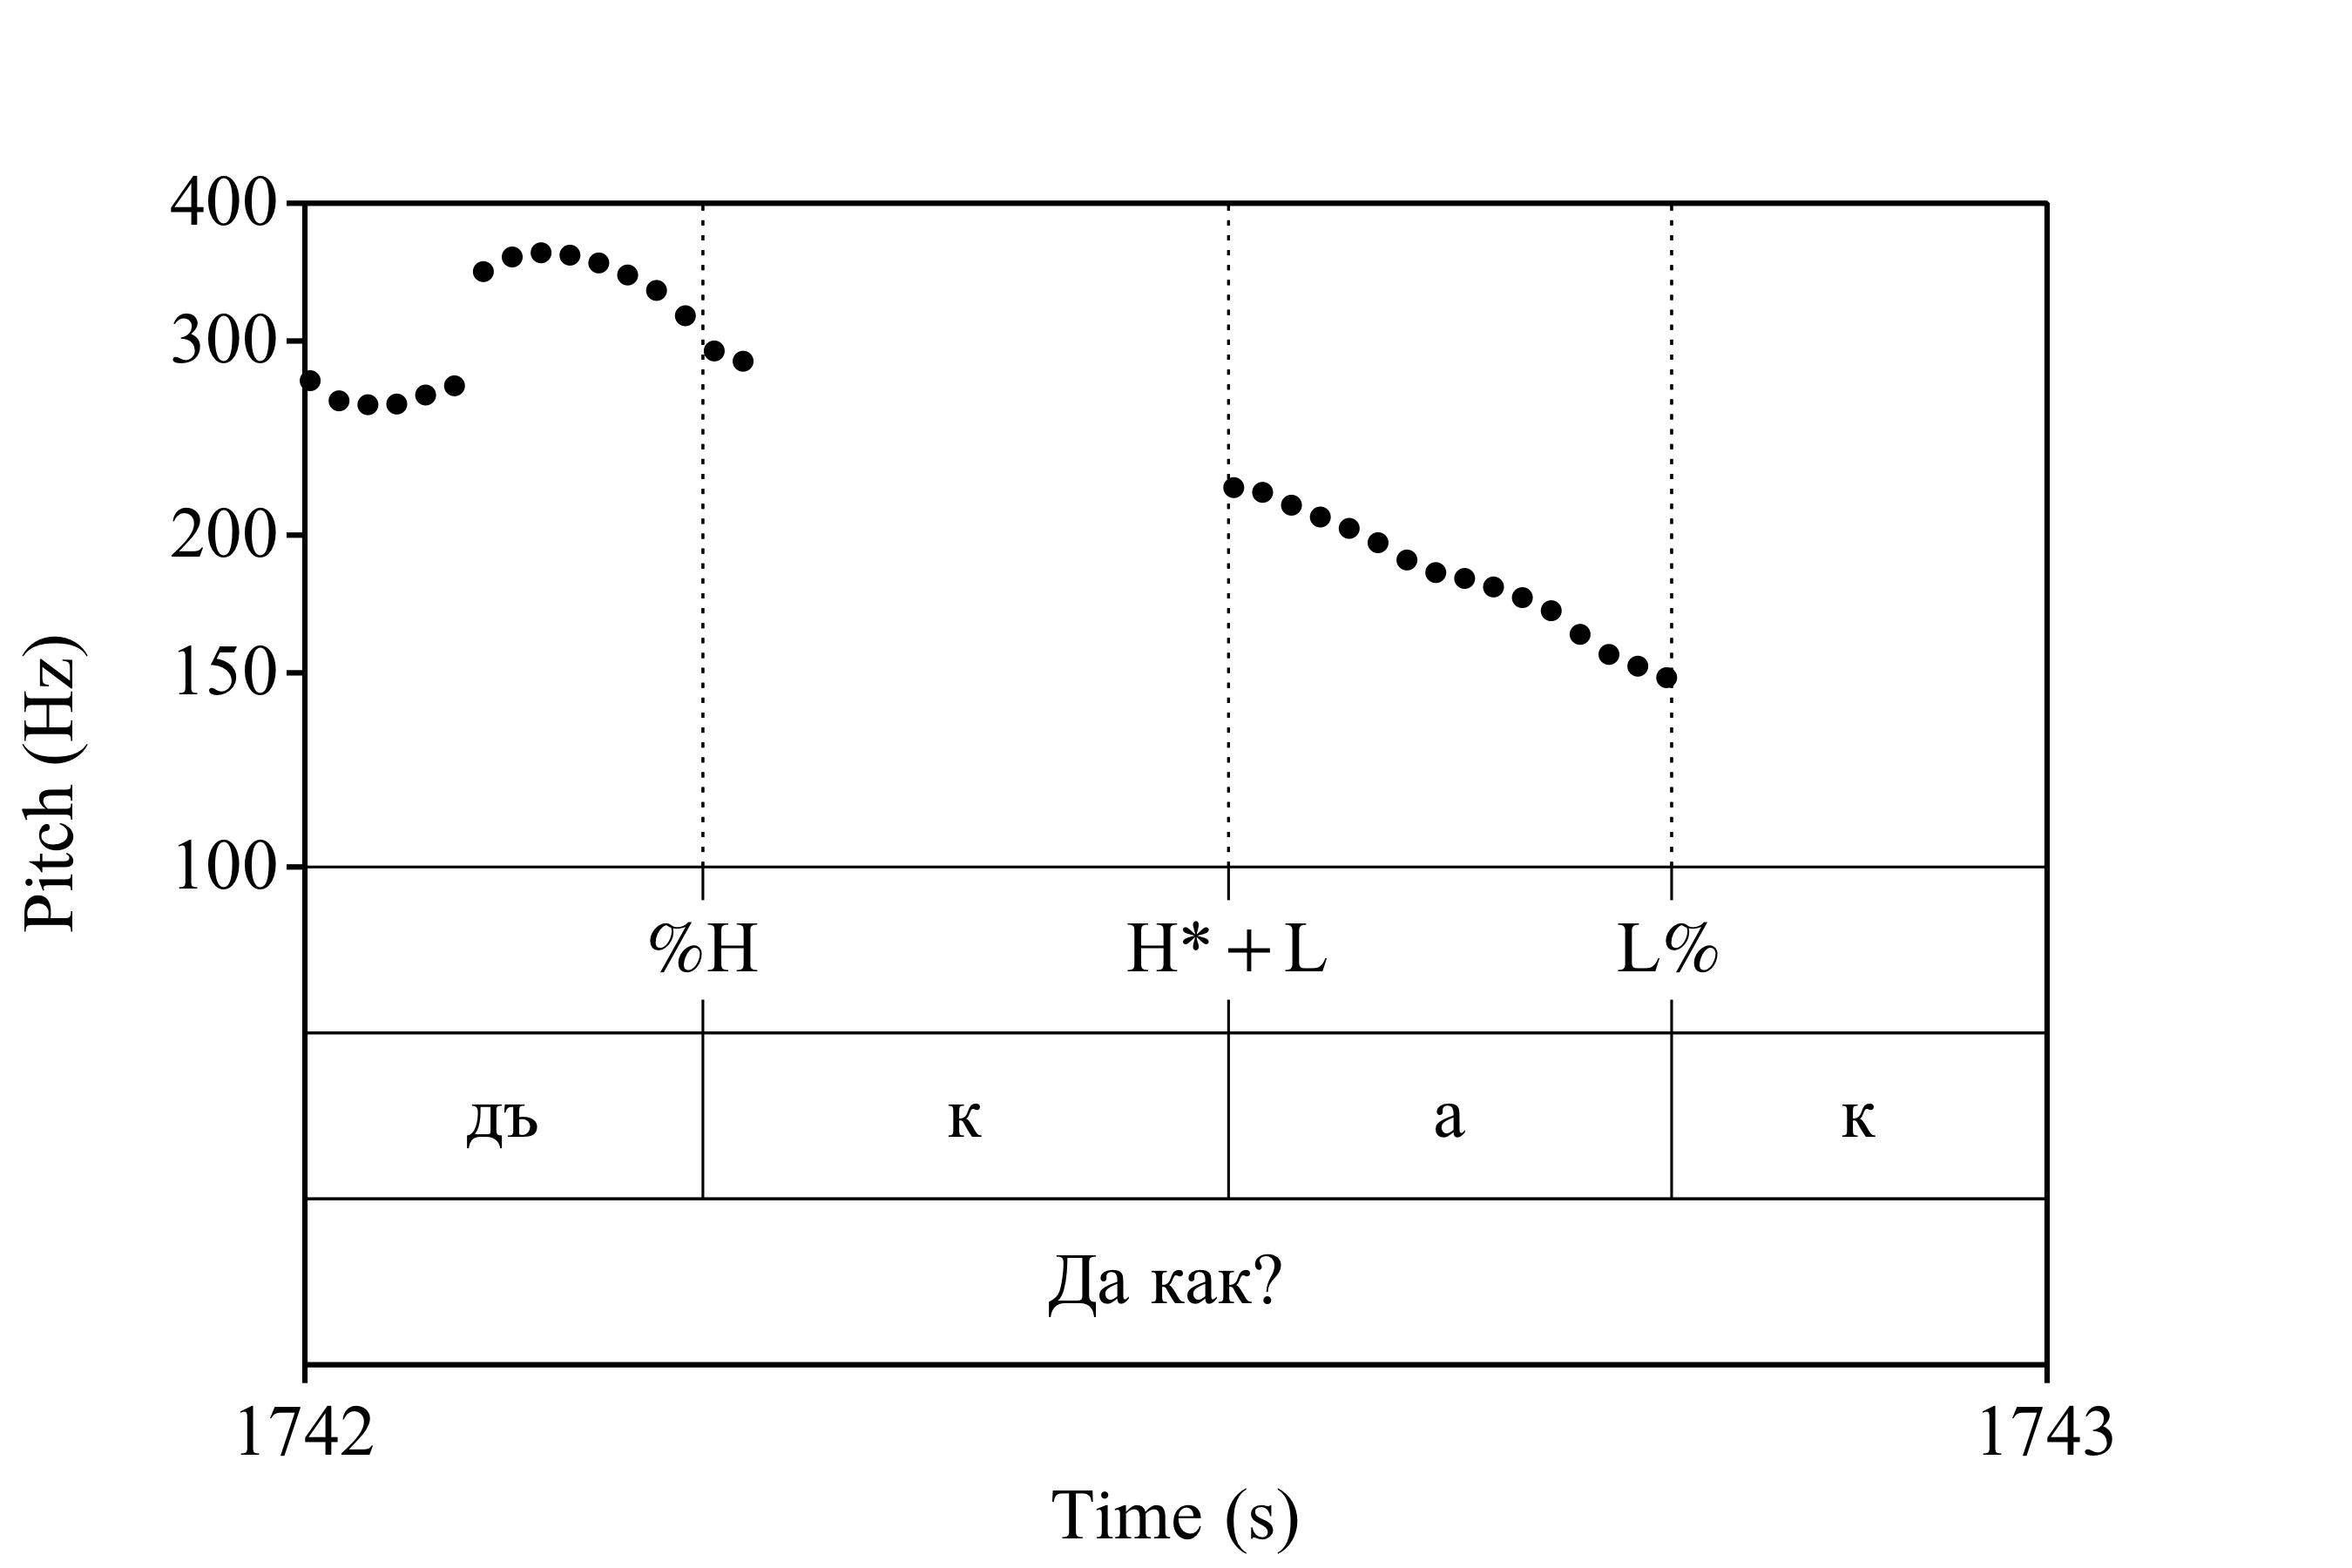 400
300
200
150
100
Pitch (Hz)
%H H*+L L%
дъ к а к
Да как?
1742 1743
Time (s)